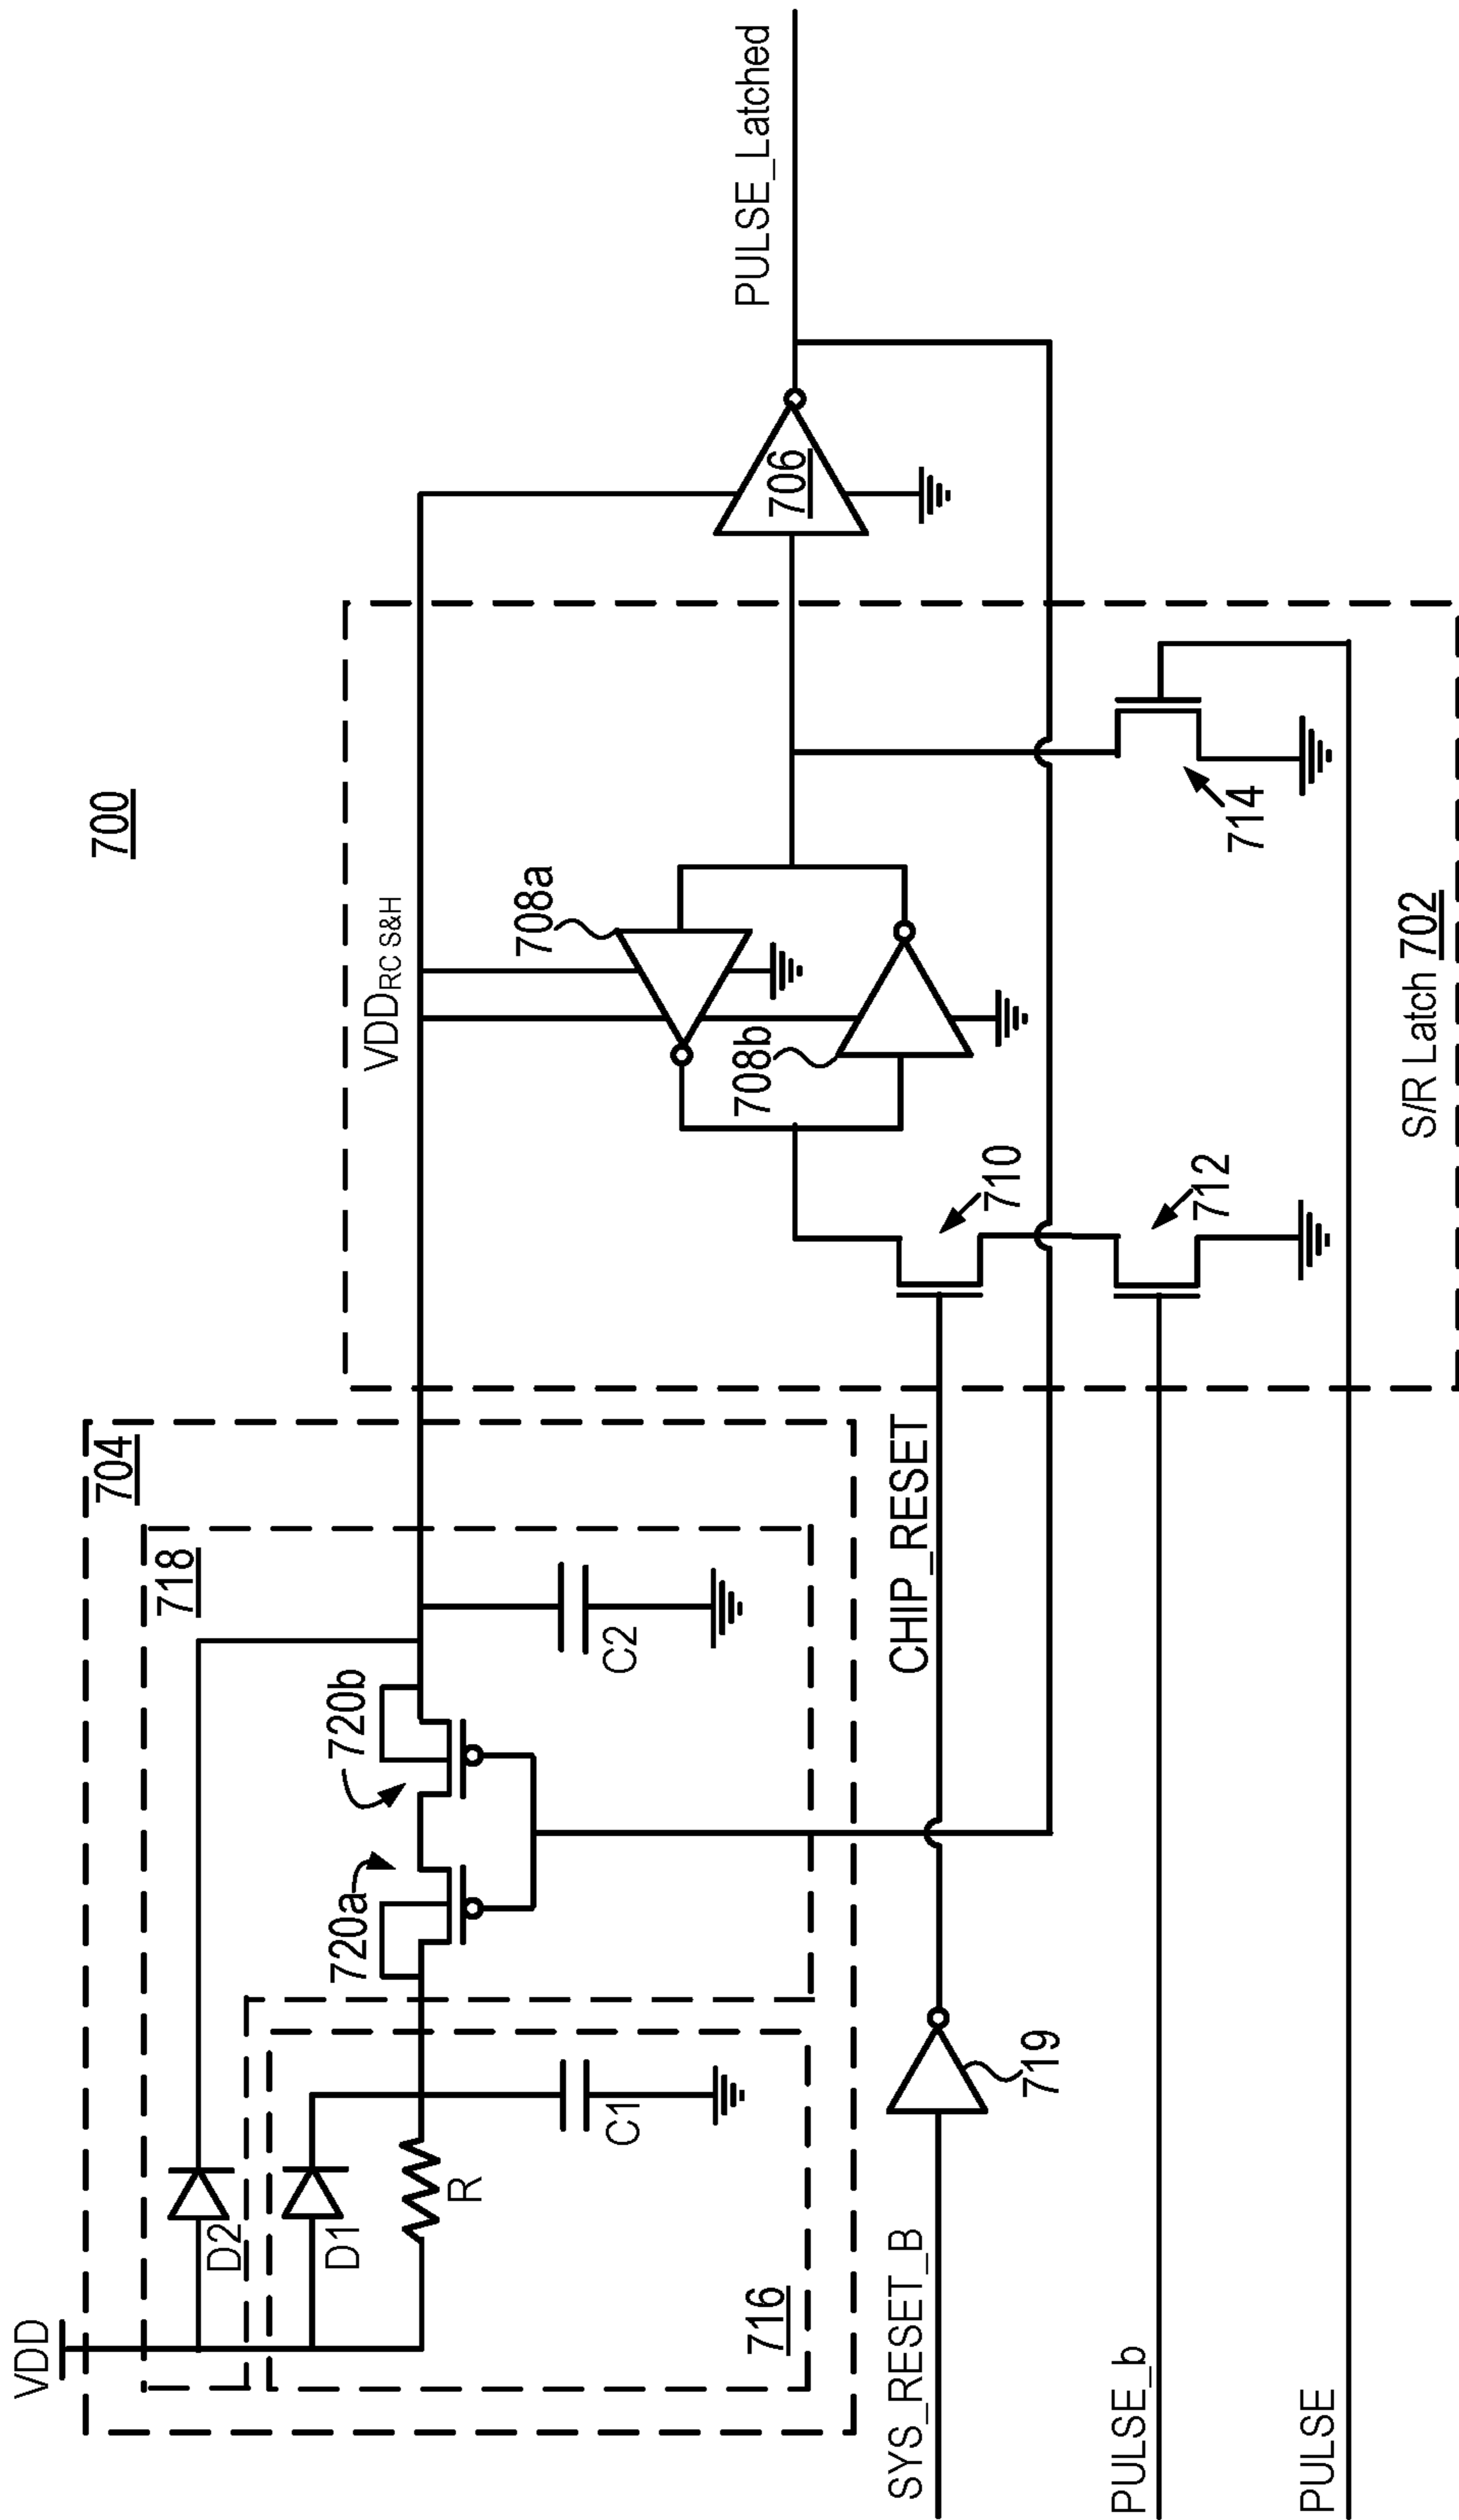 700
VDD
D2
D1
R
716
C1
718
704
720a
720b
C2
VDDRC S&H
708a
708b
706
PULSE_Latched
SYS_RESET_B
719
CHIP_RESET
710
712
714
PULSE_b
PULSE
S/R Latch 702